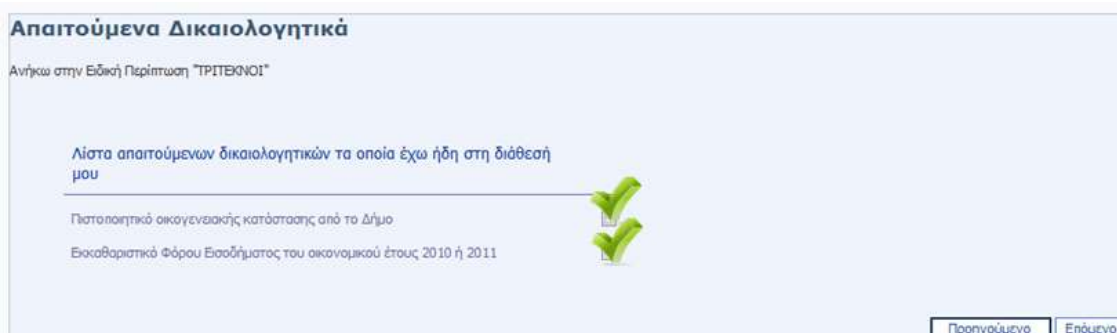 Απαιτούμενα Δικαιολογητικά
Ανήκω στην Ειδική Περίπτωση "ΤΡΙΤΕΚΝΟΙ"
Λίστα απαιτούμενων δικαιολογητικών τα οποία έχω ήδη στη διάθεσή
μου
Πιστοποιητικό οικογενειακής κατάστασης από το Δήμο
Εκκαθαριστικό Φόρου Εισοδήματος του οικονομικού έτους 2010 ή 2011
Προηγούμενο Επόμενο